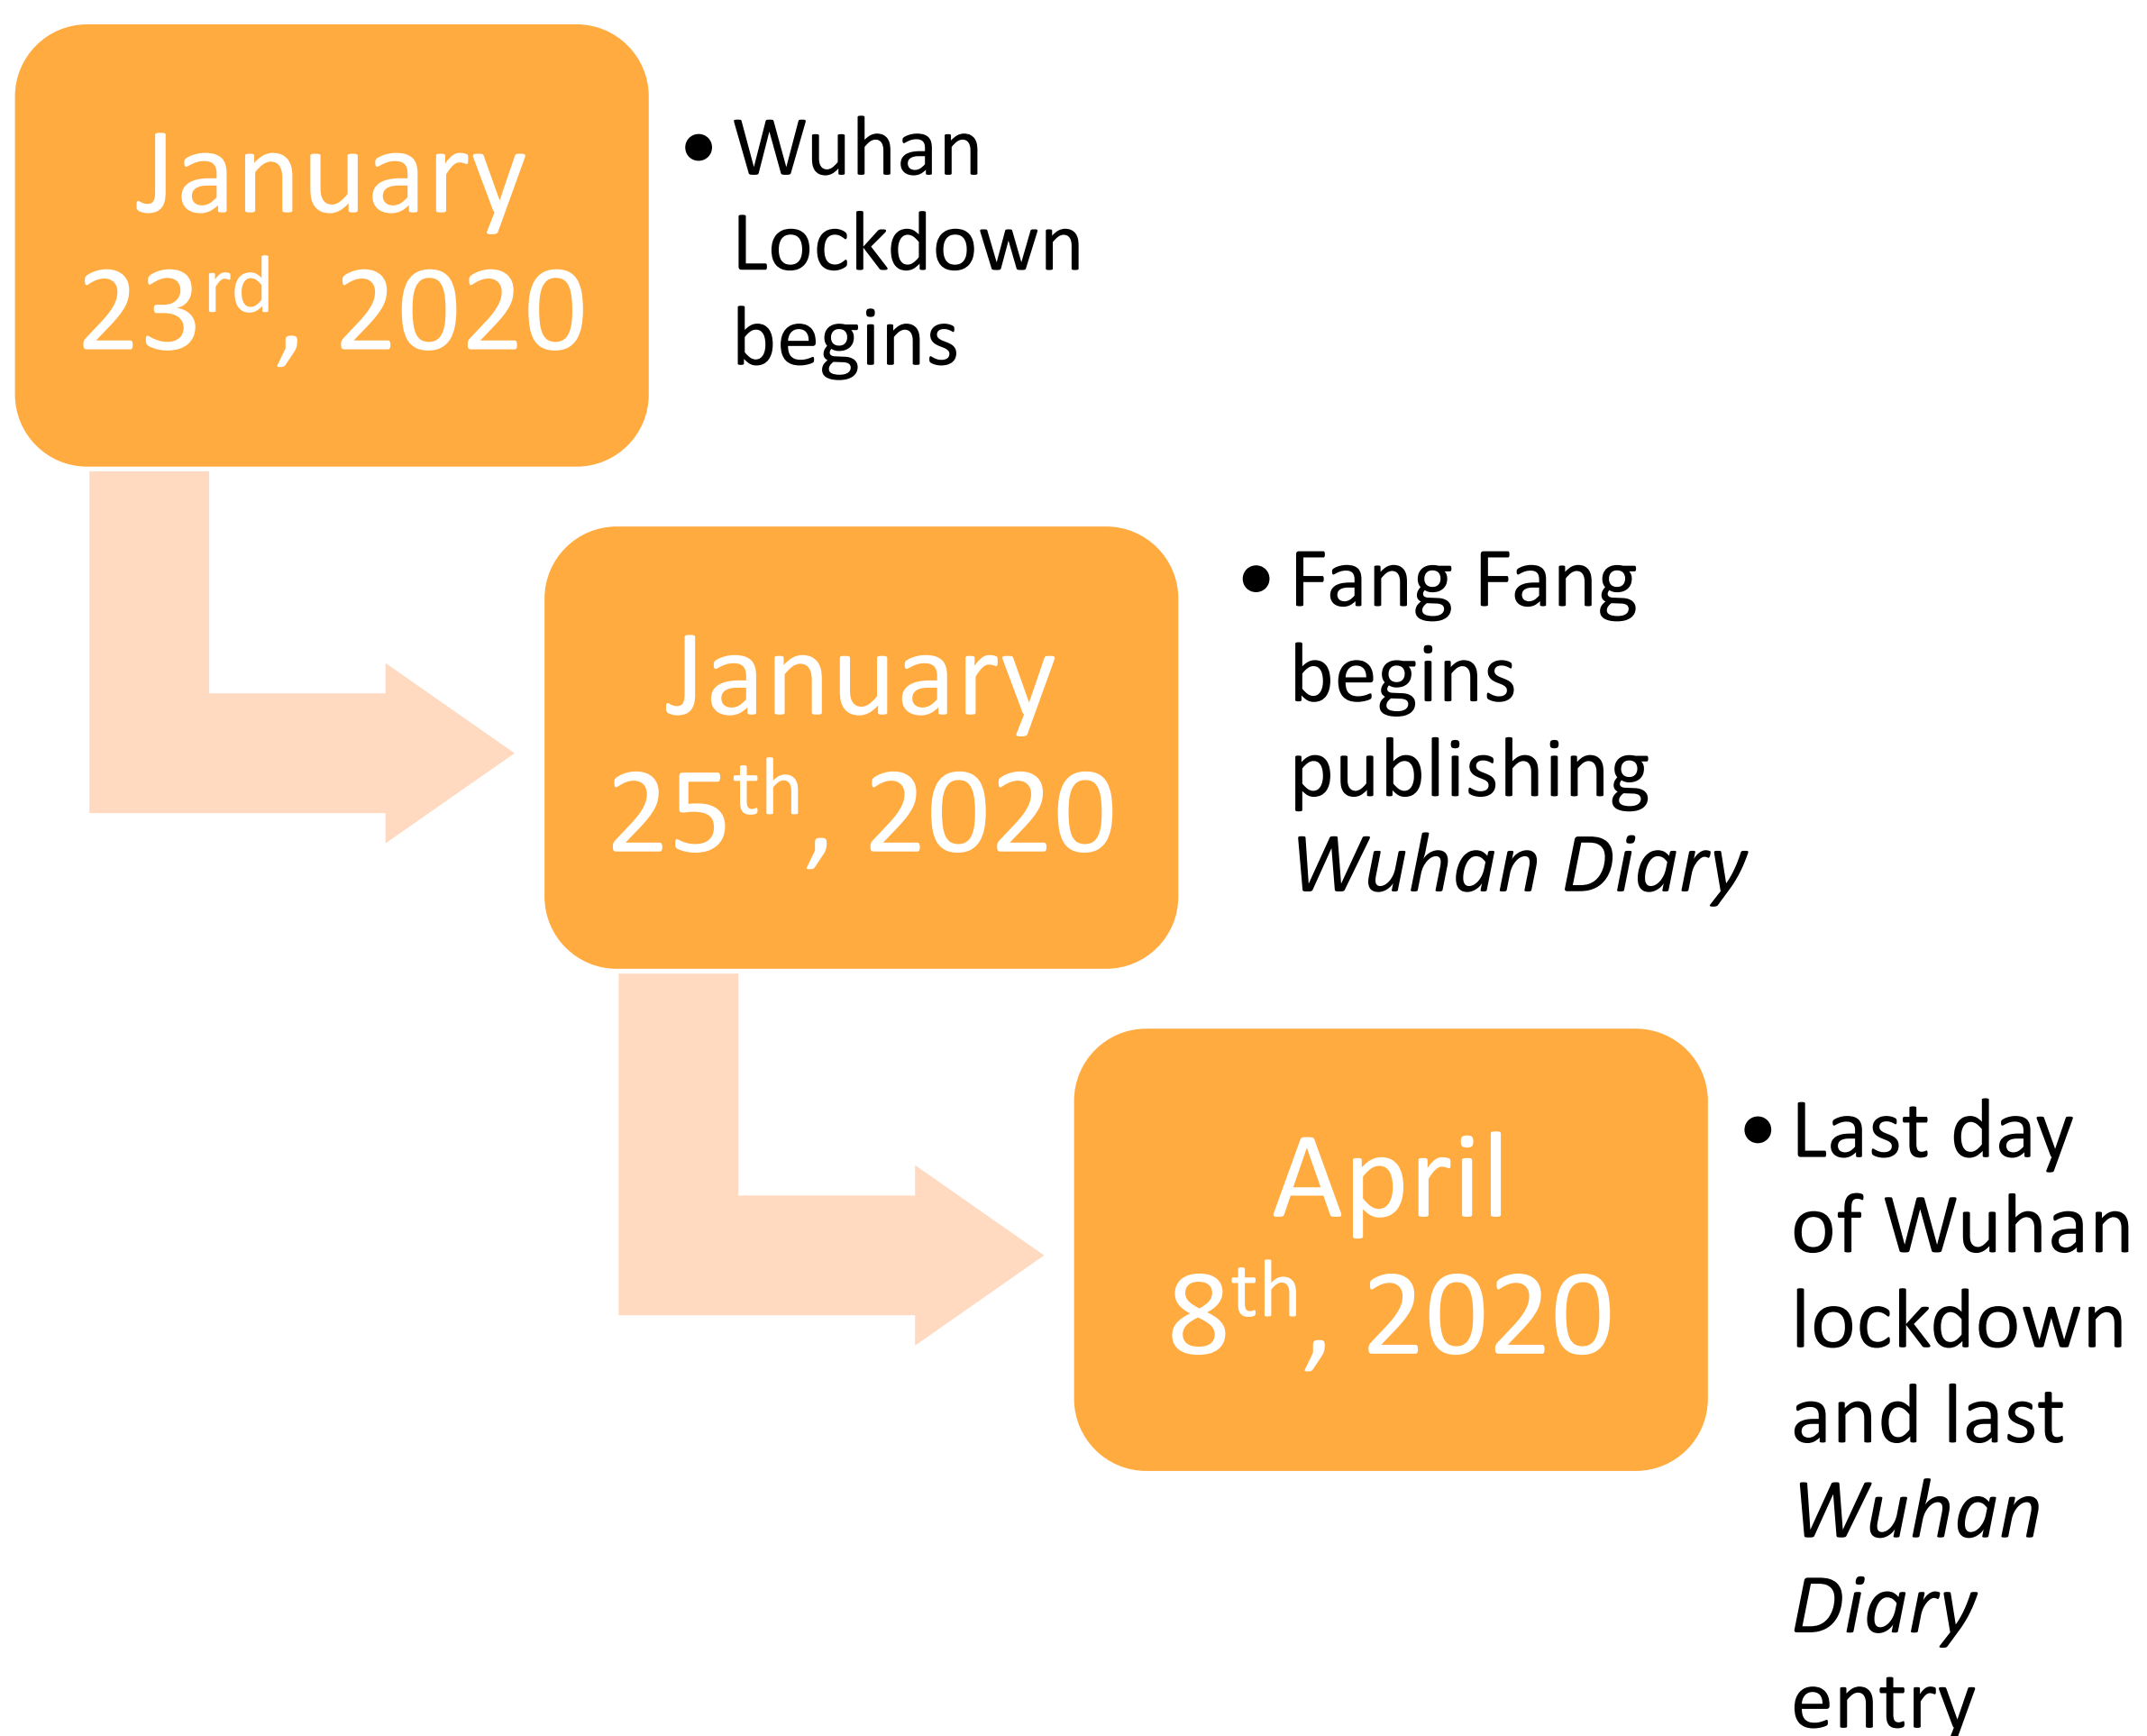 January
23rd, 2020
• Wuhan
Lockdown
begins
January
25th, 2020
• Fang Fang
begins
publishing
Wuhan Diary
April
8th, 2020
• Last day
of Wuhan
lockdown
and last
Wuhan
Diary
entry